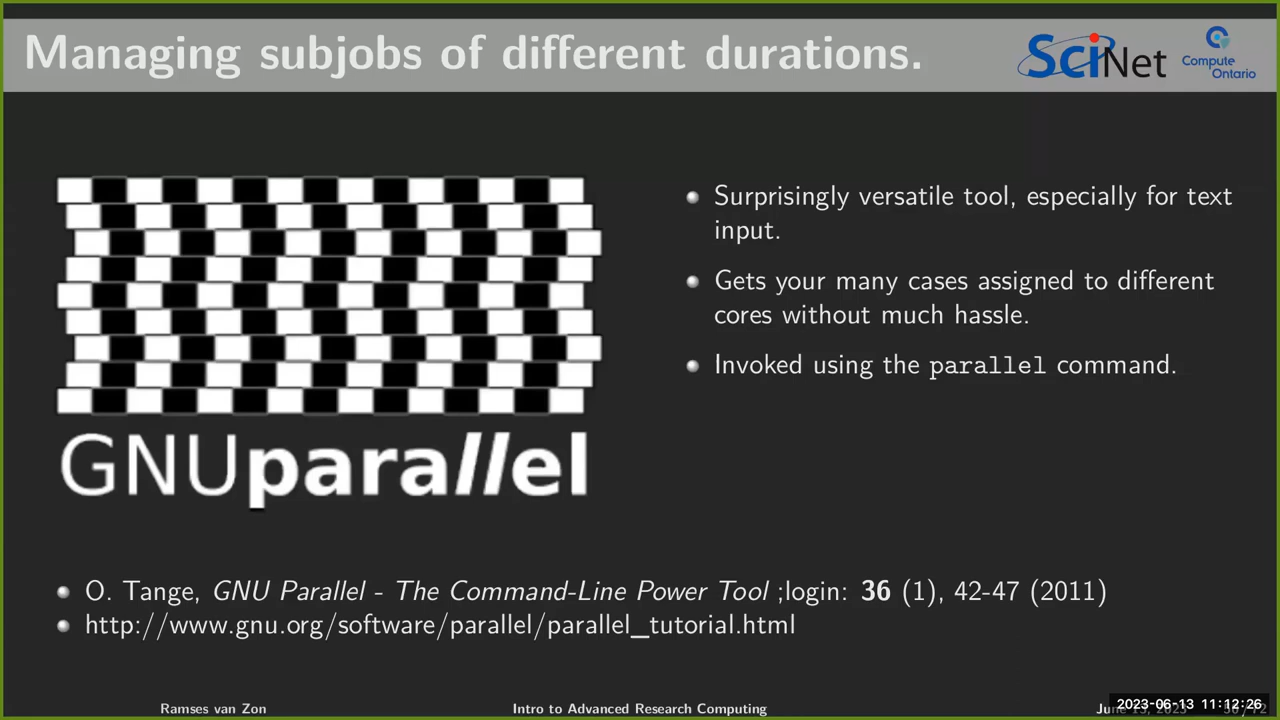 Managing subjobs of different durations.
SciNet
Compute
Ontario
Surprisingly versatile tool, especially for text
input.
Gets your many cases assigned to different
cores without much hassle.
Invoked using the parallel command.
GNUparallel
O. Tange, GNU Parallel - The Command-Line Power Tool ;login: 36 (1), 42-47 (2011)
http://www.gnu.org/software/parallel/parallel_tutorial.html
Ramses van Zon
Intro to Advanced Research Computing
2023-06-13 11:12:26